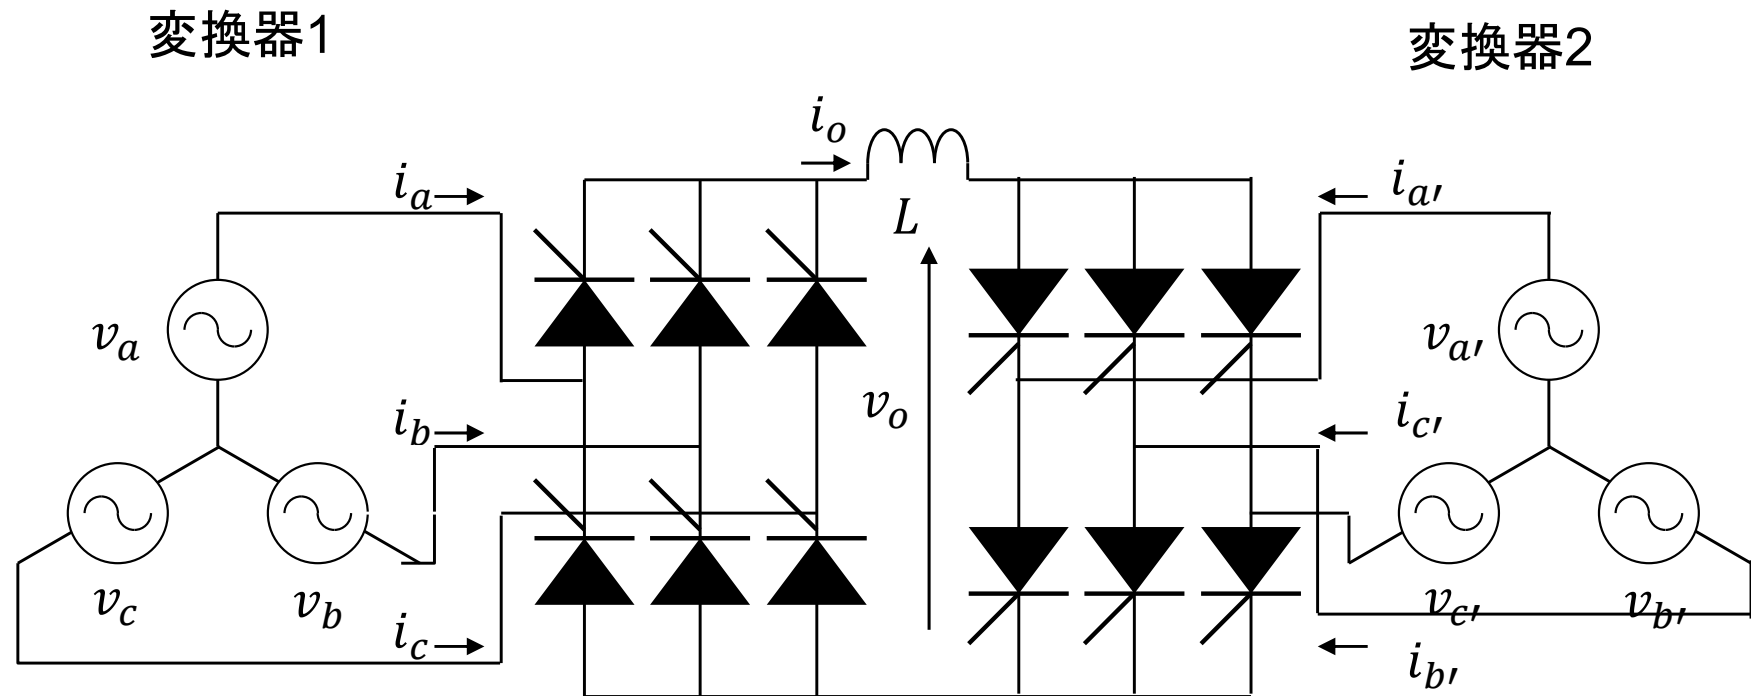 変換器1
変換器2
i_o
i_a
i_a′
L
v_a
v_a′
v_o
i_b
i_c′
v_c
v_b
v_c′
v_b′
i_c
i_b′